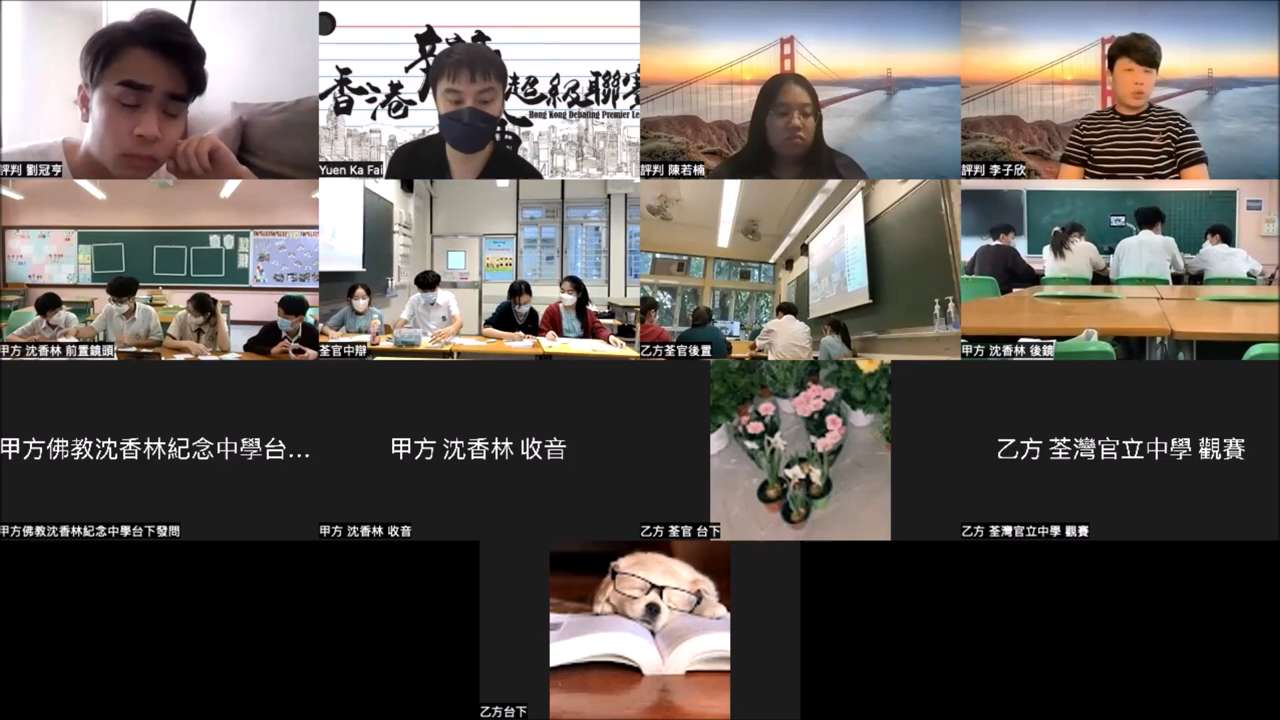 香港
超級聯賽
Hong Kong Debating Premier Le
評判 劉冠亨
Yuen Ka Fai
評判 陳若楠
評判 李子欣
甲方 沈香林 前置鏡頭
荃官中辯
乙方荃官後置
甲方 沈香林 後鏡
甲方佛教沈香林紀念中學台...
甲方 沈香林 收音
乙方 荃灣官立中學 觀賽
甲方佛教沈香林紀念中學台下發問
甲方 沈香林 收音
乙方 荃官 台下
乙方 荃灣官立中學 觀賽
乙方台下